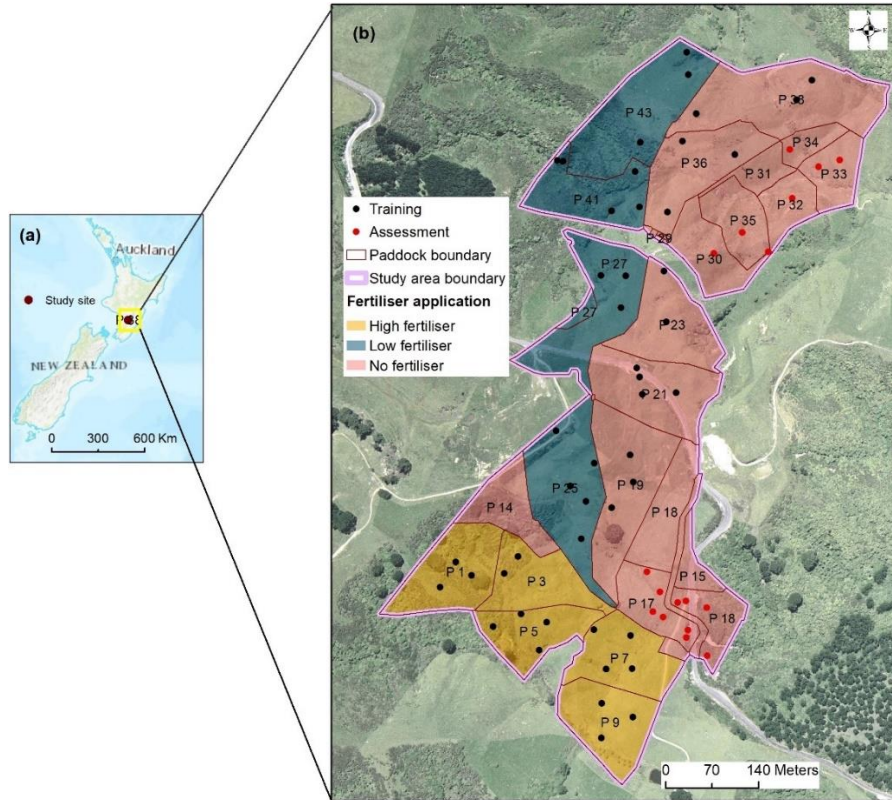 (a)
Auckland
Study site
NEW ZEALAND
0 300 600 Km
(b)
N
P 43
P 38
P 34
P 33
P 36
P 31
P 32
P 41
P 35
P 29
P 30
Training
Assessment
Paddock boundary
Study area boundary
Fertiliser application
High fertiliser
Low fertiliser
No fertiliser
P 27
P 27
P 23
P 21
P 25
P 19
P 14
P 18
P 1
P 3
P 15
P 17
P 18
P 5
P 7
P 9
0 70 140 Meters